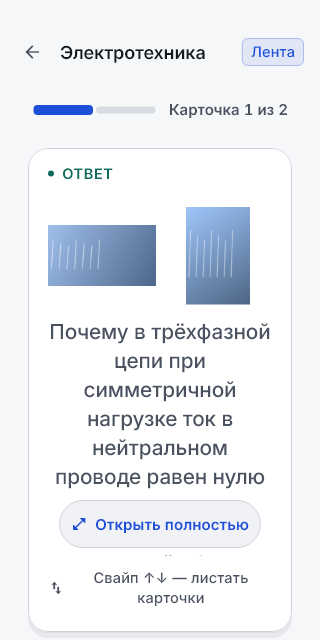 Электротехника
Лента
Карточка 1 из 2
ОТВЕТ
Почему в трёхфазной
цепи при
симметричной
нагрузке ток в
нейтральном
проводе равен нулю
Открыть полностью
Свайп ↑↓ — листать
карточки